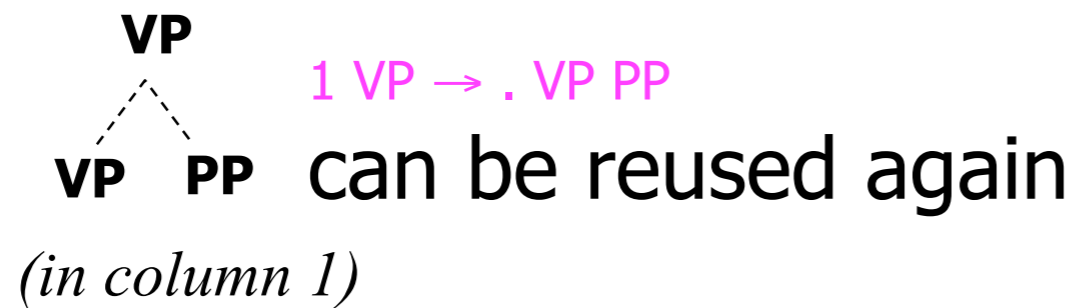 VP
1 VP → . VP PP
VP PP can be reused again
(in column 1)